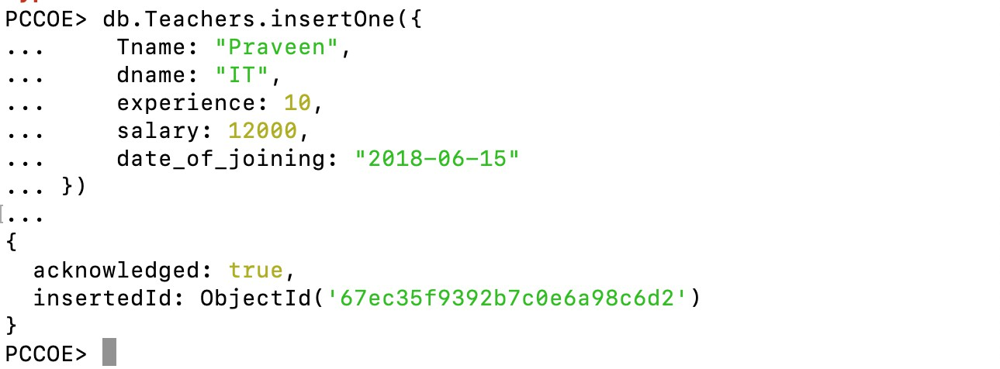 PCCOE> db.Teachers.insertOne({
...     Tname: "Praveen",
...     dname: "IT",
...     experience: 10,
...     salary: 12000,
...     date_of_joining: "2018-06-15"
... })
...
{
  acknowledged: true,
  insertedId: ObjectId('67ec35f9392b7c0e6a98c6d2')
}
PCCOE>